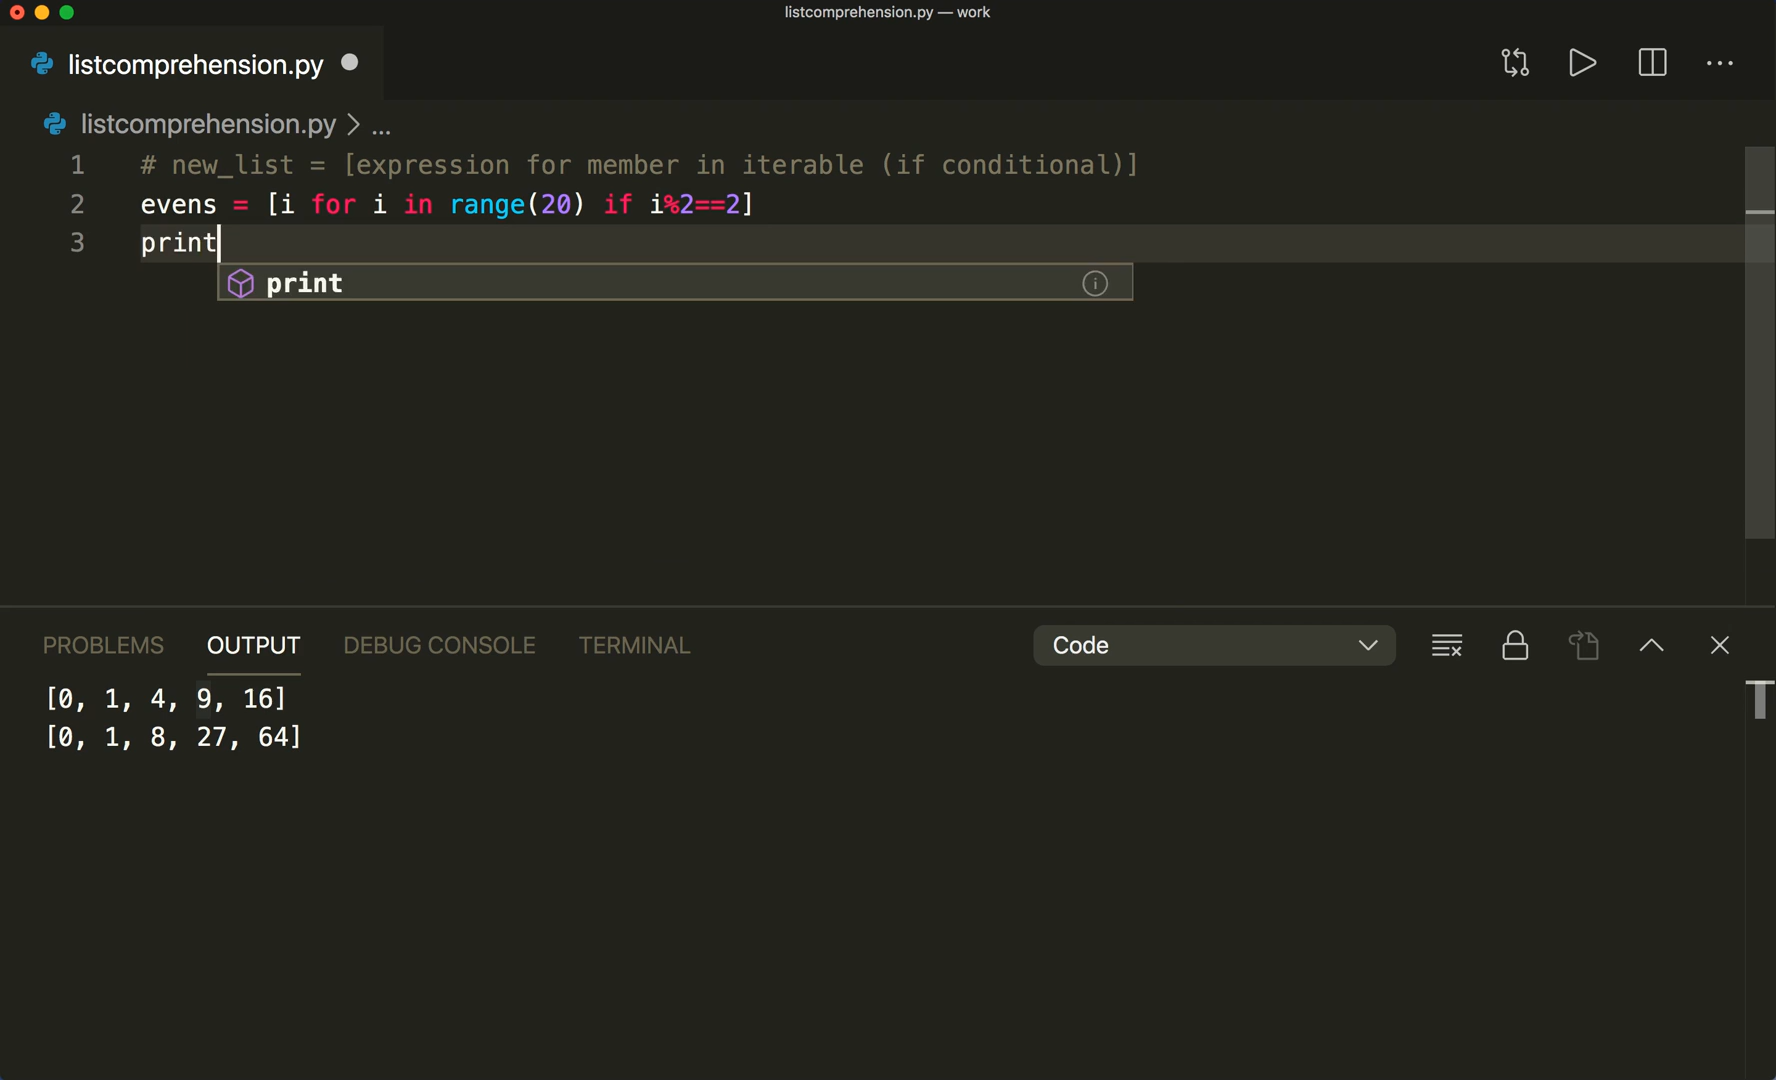 listcomprehension.py — work
listcomprehension.py
listcomprehension.py > ...
1 # new_list = [expression for member in iterable (if conditional)]
2 evens = [i for i in range(20) if i%2==2]
3 print
print
PROBLEMS OUTPUT DEBUG CONSOLE TERMINAL Code
[0, 1, 4, 9, 16]
[0, 1, 8, 27, 64]